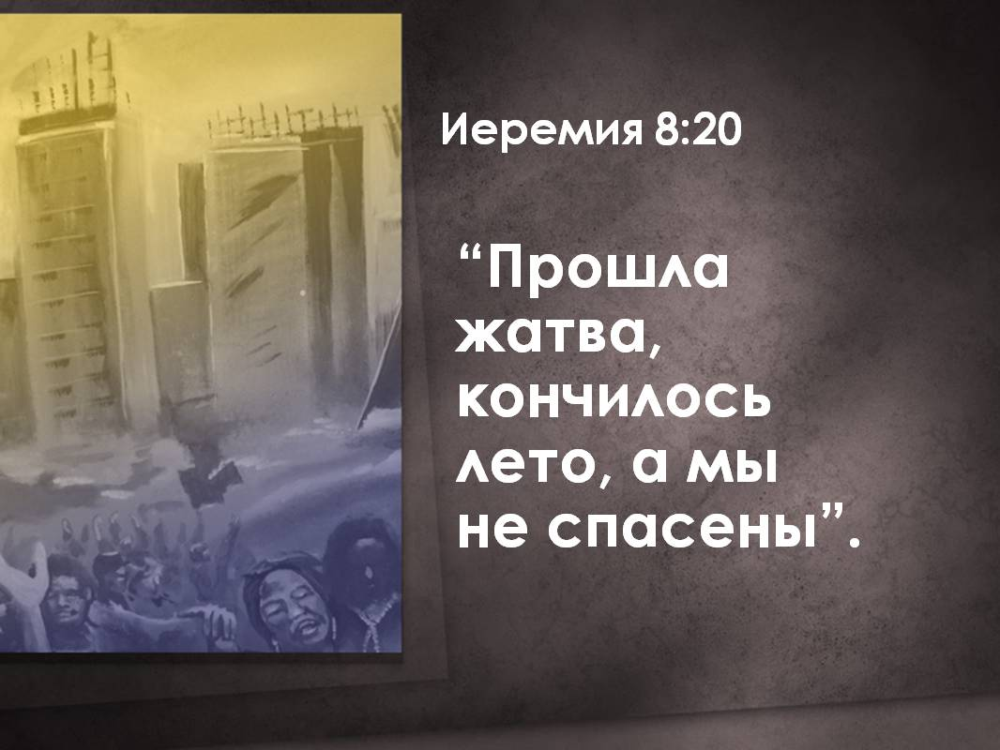 Иеремия 8:20
“Прошла
жатва,
кончилось
лето, а мы
не спасены”.